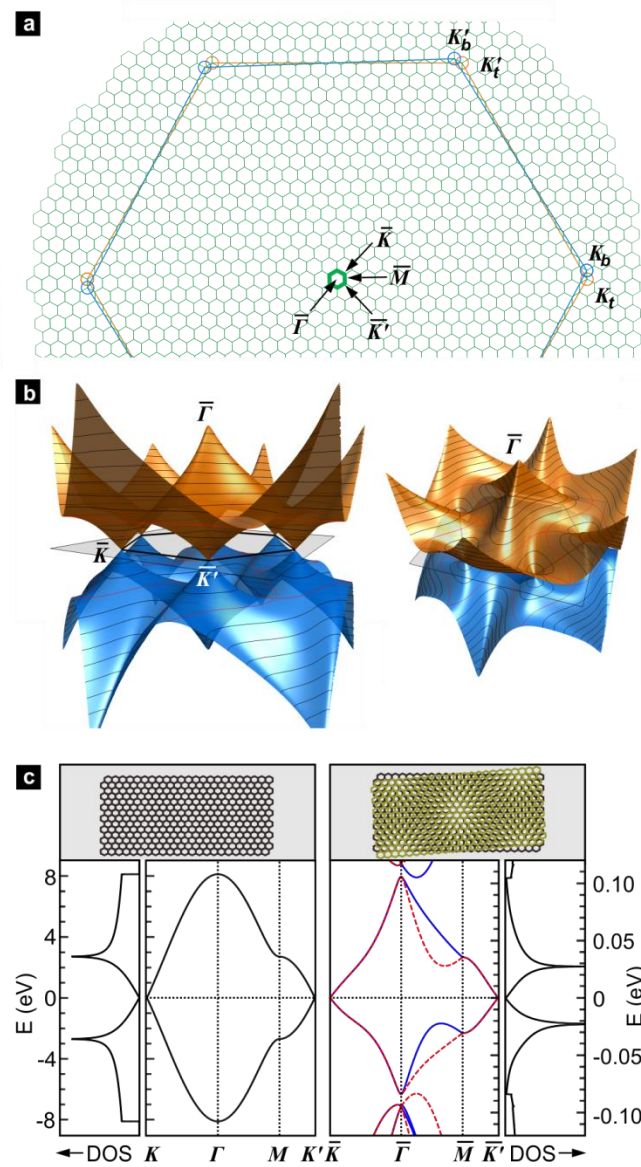 a
K′b
K′t
K̅
M̅
Kb
Kt
Γ̅
K̅′
b
Γ̅
Γ̅
K̅
K̅′
c
8
4
0
-4
-8
E (eV)
0.10
0.05
0
-0.05
-0.10
E (eV)
←DOS K Γ M K′ K̅ Γ̅ M̅ K̅′ DOS→